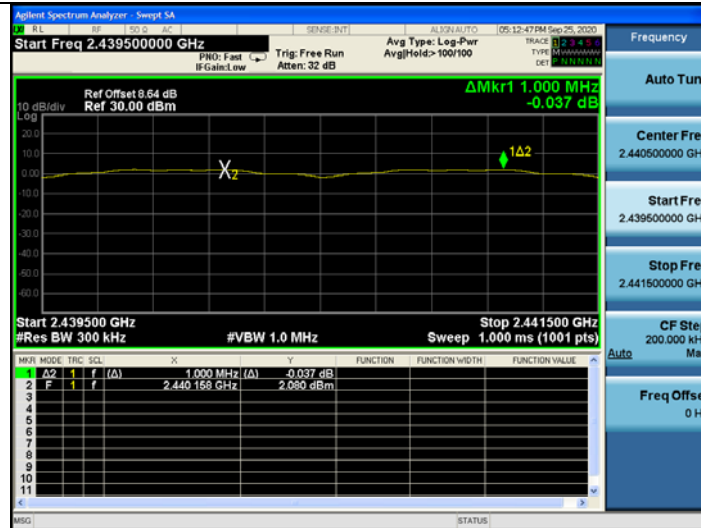 Agilent Spectrum Analyzer - Swept SA
RL RF 50 Ω AC SENSE:INT ALIGN AUTO 05:12:47 PM Sep 25, 2020
Start Freq 2.439500000 GHz
PNO: Fast
IFGain:Low
Trig: Free Run
Atten: 32 dB
Avg Type: Log-Pwr
Avg|Hold:>100/100
TRACE 1 2 3 4 5 6
TYPE M
DET P N N N N N
ΔMkr1 1.000 MHz
-0.037 dB
Ref Offset 8.64 dB
10 dB/div Ref 30.00 dBm
Log
20.0
10.0
0.00
-10.0
-20.0
-30.0
-40.0
-50.0
-60.0
X2
1Δ2
Start 2.439500 GHz Stop 2.441500 GHz
#Res BW 300 kHz #VBW 1.0 MHz Sweep 1.000 ms (1001 pts)
MKR MODE TRC SCL X Y FUNCTION FUNCTION WIDTH FUNCTION VALUE
1 Δ2 1 f (Δ) 1.000 MHz (Δ) -0.037 dB
2 F 1 f 2.440 158 GHz 2.080 dBm
3
4
5
6
7
8
9
10
11
MSG STATUS
Frequency
Auto Tun
Center Fre
2.440500000 GH
Start Fre
2.439500000 GH
Stop Fre
2.441500000 GH
CF Ste
200.000 kH
Auto Ma
Freq Offse
0 H